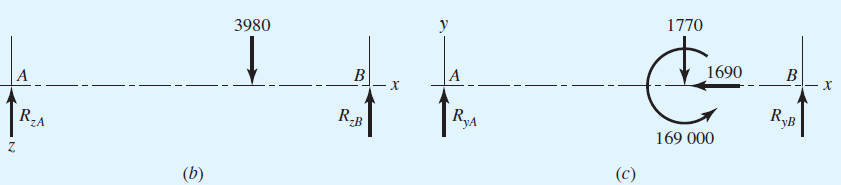 3980
A
B
x
R_zA
R_zB
z
(b)
y
1770
A
1690
B
x
R_yA
R_yB
169 000
(c)